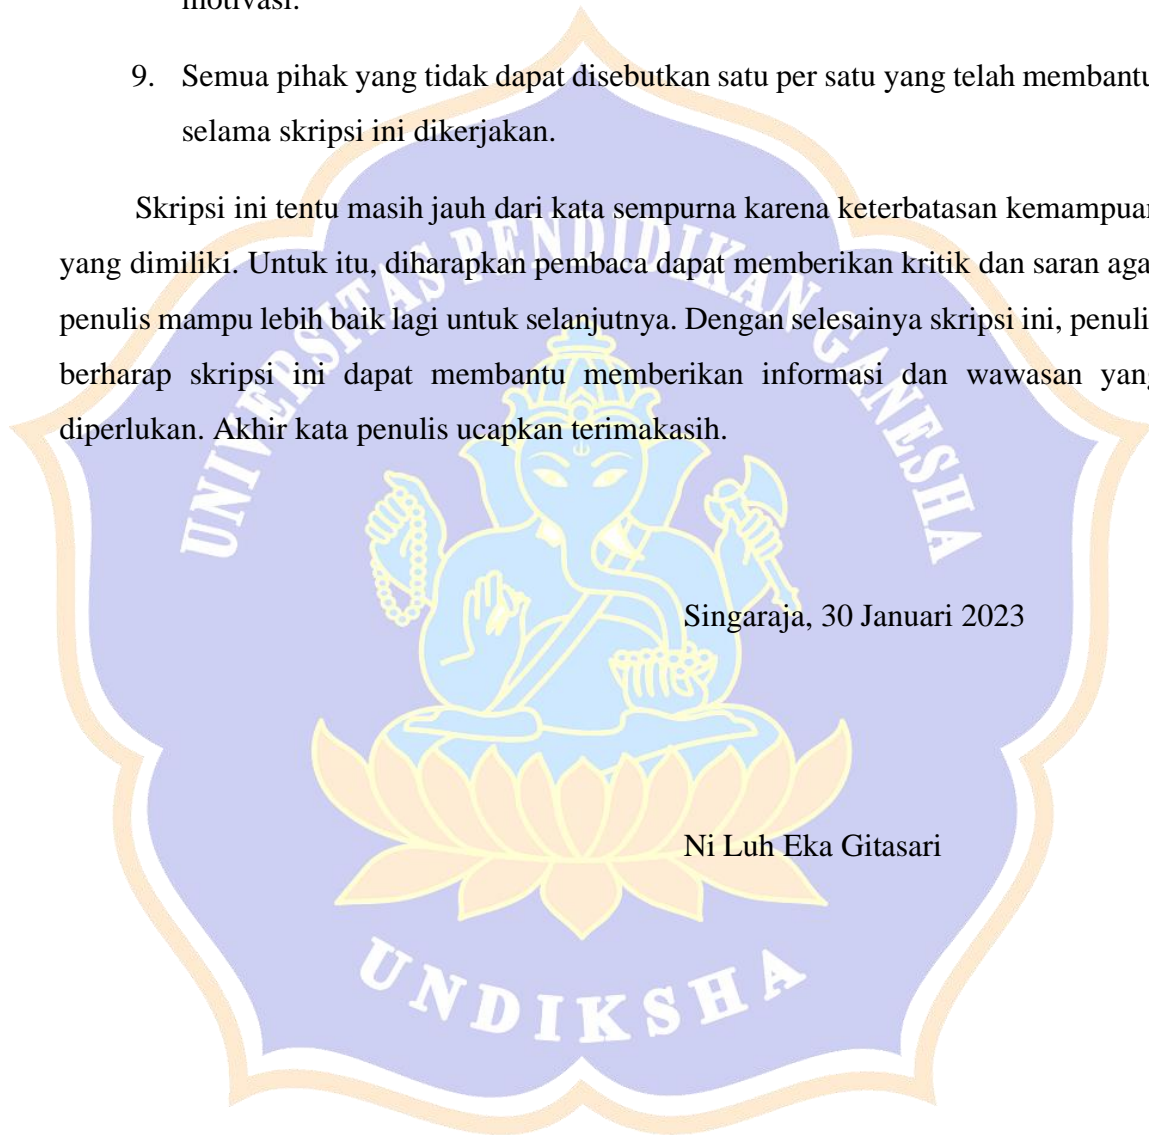 motivasi.
9. Semua pihak yang tidak dapat disebutkan satu per satu yang telah membantu
selama skripsi ini dikerjakan.
Skripsi ini tentu masih jauh dari kata sempurna karena keterbatasan kemampuan
yang dimiliki. Untuk itu, diharapkan pembaca dapat memberikan kritik dan saran aga
penulis mampu lebih baik lagi untuk selanjutnya. Dengan selesainya skripsi ini, penuli
berharap skripsi ini dapat membantu memberikan informasi dan wawasan yang
diperlukan. Akhir kata penulis ucapkan terimakasih.
UNIVERSITAS PENDIDIKAN GANESHA
Singaraja, 30 Januari 2023
Ni Luh Eka Gitasari
UNDIKSHA